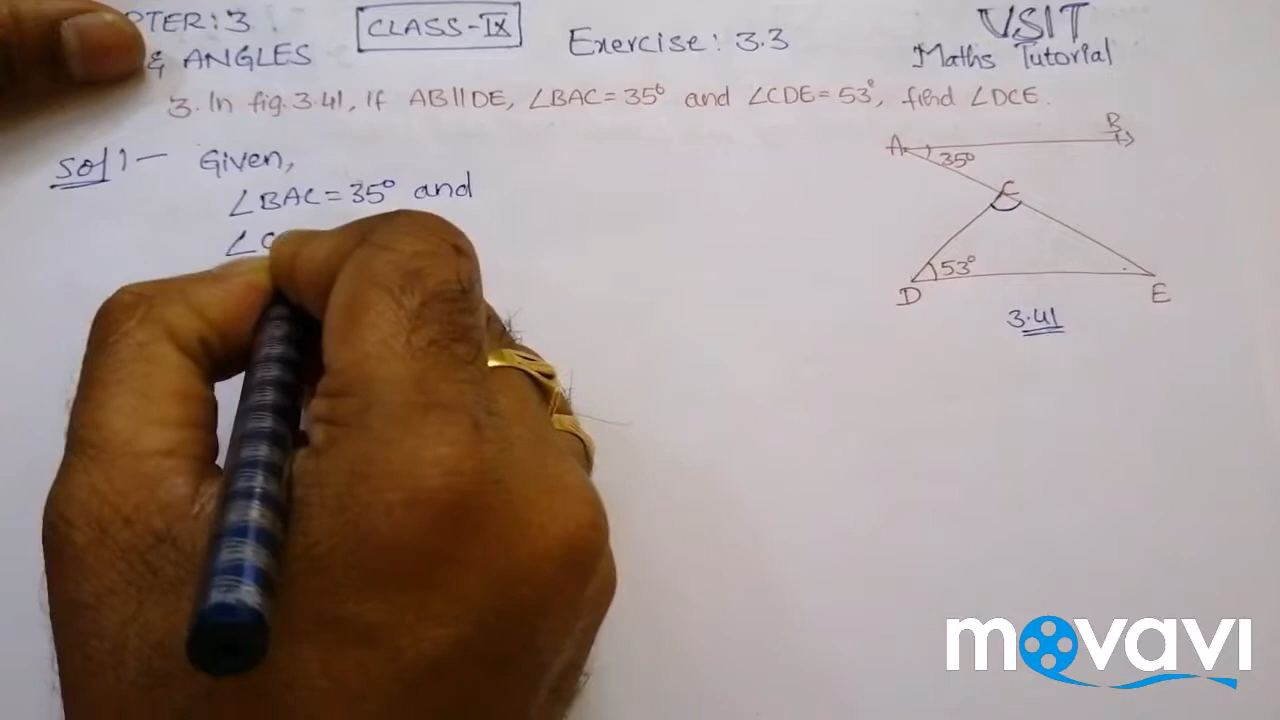 PTER: 3
CLASS-IX
Exercise: 3.3
VSIT
Maths Tutorial
& ANGLES
3. In fig. 3.41, if AB||DE, ∠BAC = 35° and ∠CDE = 53°, find ∠DCE.
Sol:- Given,
∠BAC = 35° and
∠C
A
B
35°
C
53°
D
E
3.41
movavi